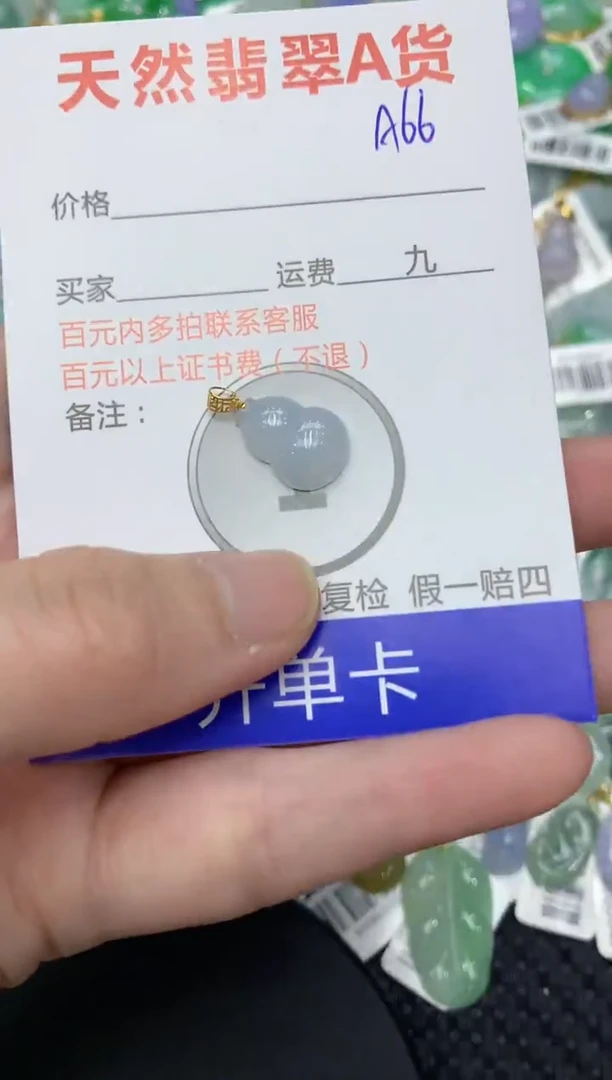 天然翡翠A货
A66
价格
买家 运费 九
百元内多拍联系客服
百元以上证书费(不退)
备注:
复检 假一赔四
开单卡